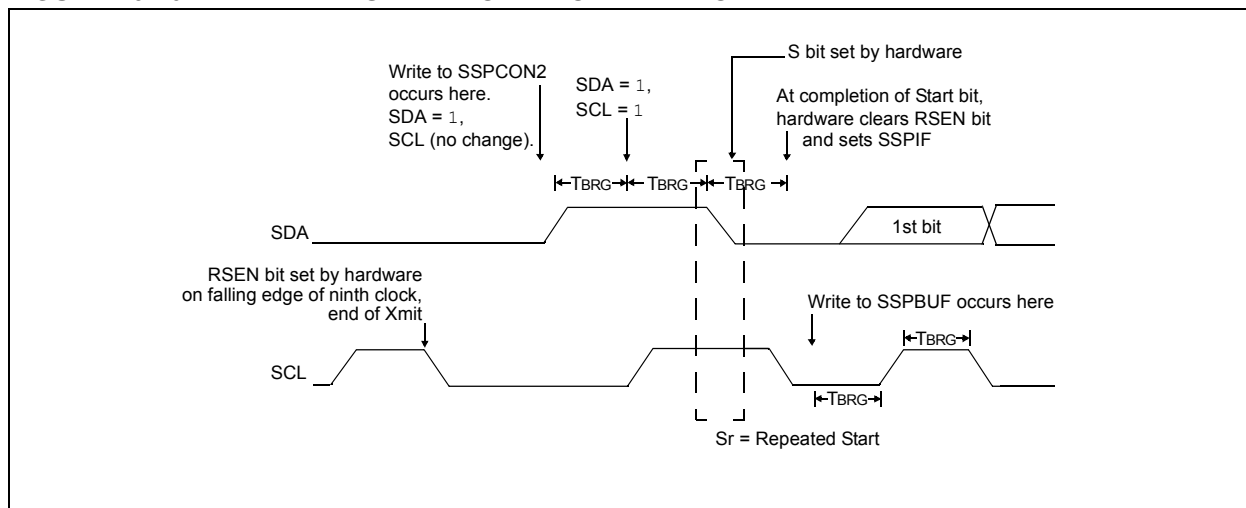 S bit set by hardware
Write to SSPCON2
occurs here.
SDA = 1,
SCL (no change).
SDA = 1,
SCL = 1
At completion of Start bit,
hardware clears RSEN bit
and sets SSPIF
TBRG
TBRG
TBRG
SDA
1st bit
RSEN bit set by hardware
on falling edge of ninth clock,
end of Xmit
Write to SSPBUF occurs here
TBRG
SCL
TBRG
Sr = Repeated Start